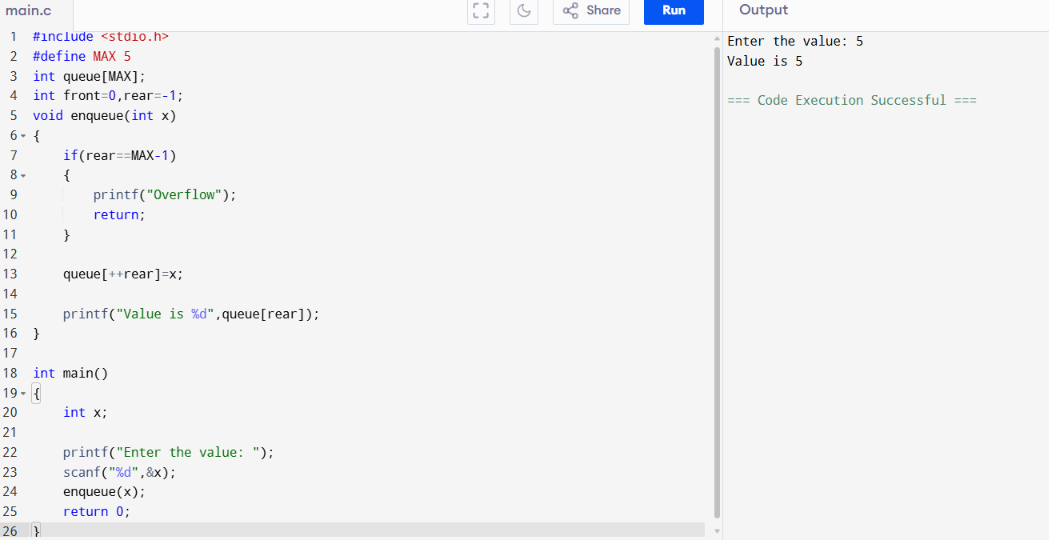 main.c
Share
Run
Output
1 #include <stdio.h>
2 #define MAX 5
3 int queue[MAX];
4 int front=0,rear=-1;
5 void enqueue(int x)
6 {
7 if(rear==MAX-1)
8 {
9 printf("Overflow");
10 return;
11 }
12
13 queue[++rear]=x;
14
15 printf("Value is %d",queue[rear]);
16 }
17
18 int main()
19 {
20 int x;
21
22 printf("Enter the value: ");
23 scanf("%d",&x);
24 enqueue(x);
25 return 0;
26 }
Enter the value: 5
Value is 5
=== Code Execution Successful ===